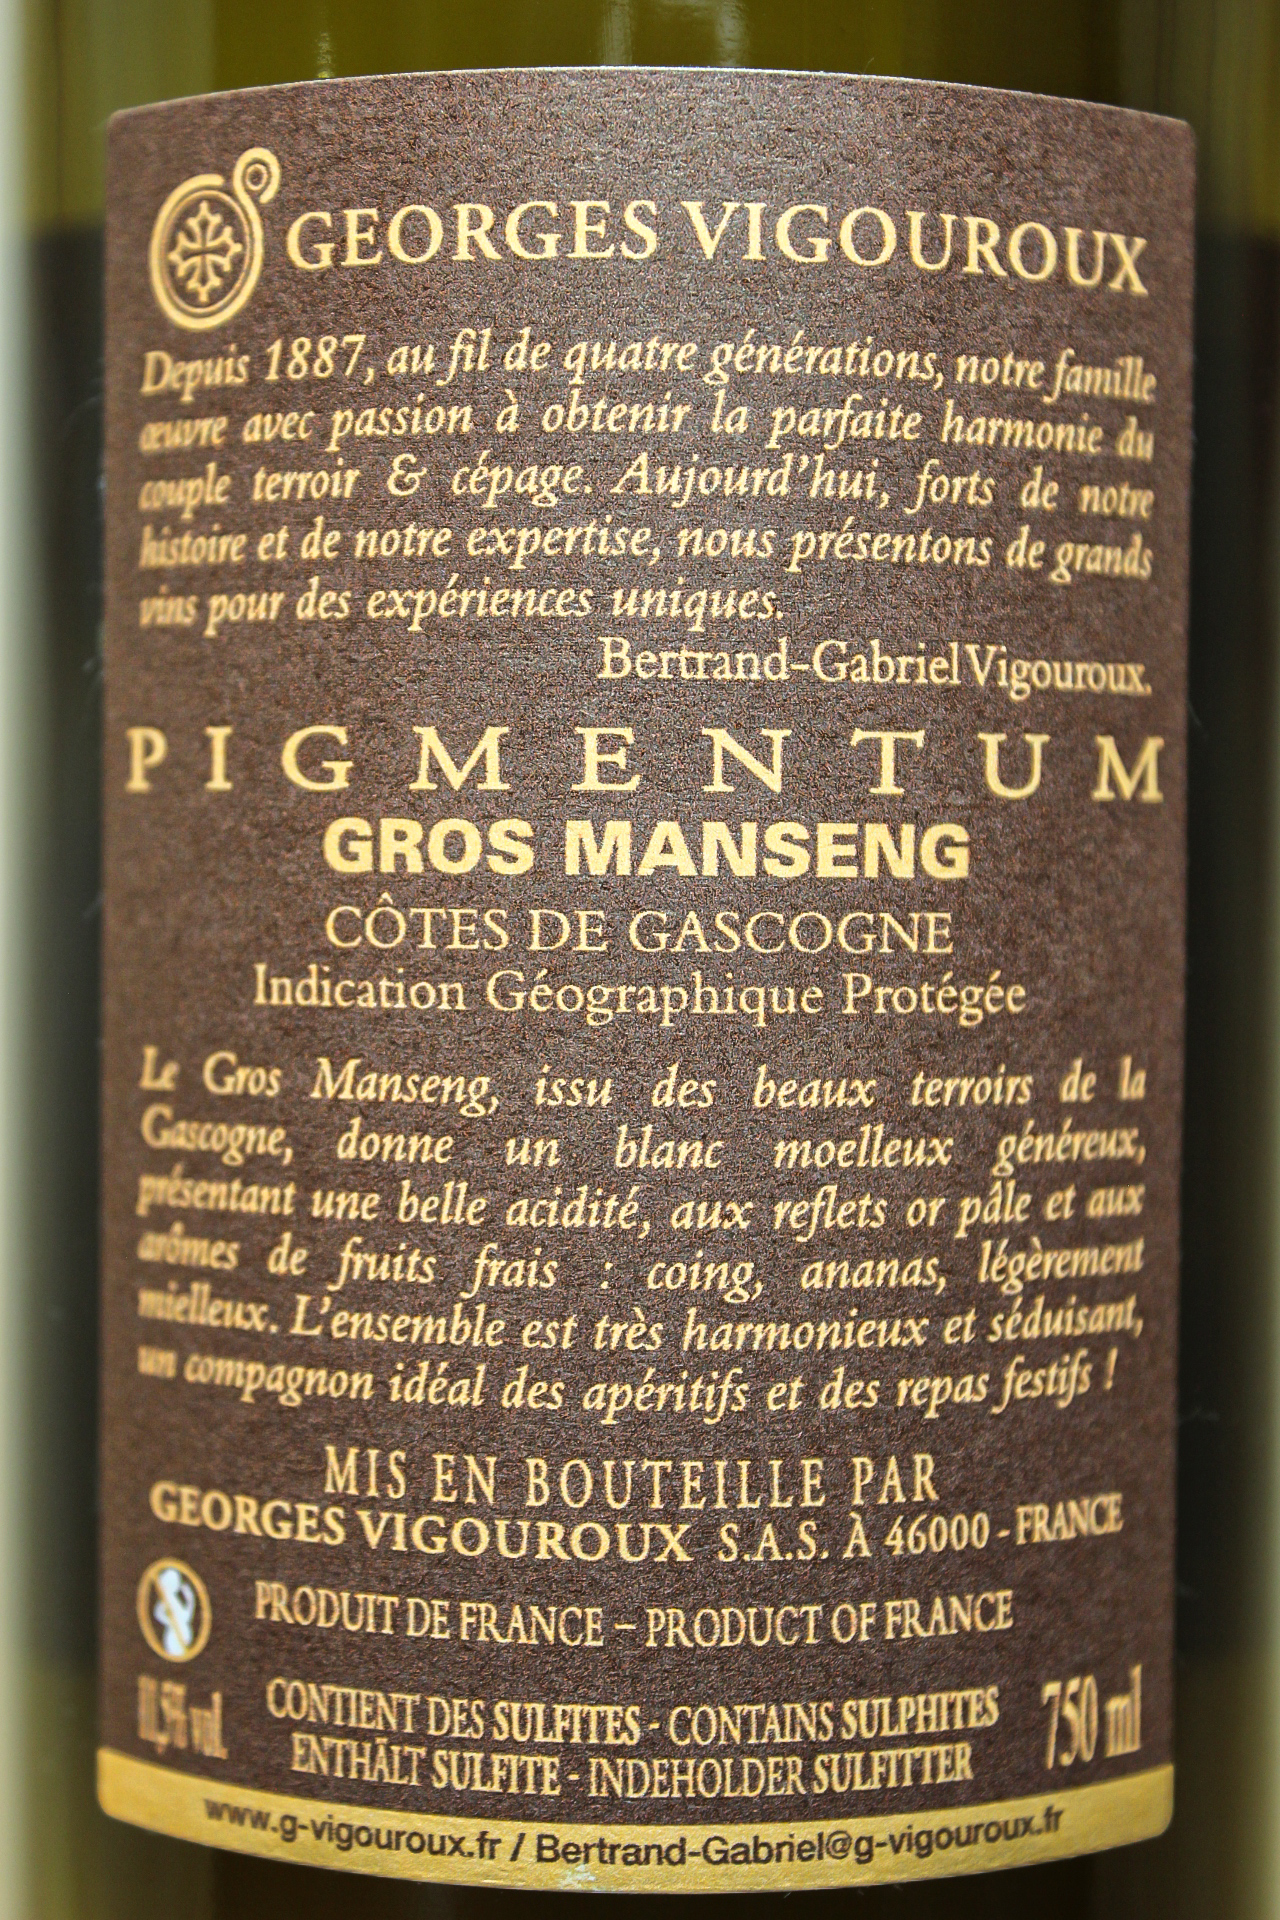 GEORGES VIGOUROUX
Depuis 1887, au fil de quatre générations, notre famille
œuvre avec passion à obtenir la parfaite harmonie du
couple terroir & cépage. Aujourd'hui, forts de notre
histoire et de notre expertise, nous présentons de grands
vins pour des expériences uniques.
Bertrand-Gabriel Vigouroux.
PIGMENTUM
GROS MANSENG
CÔTES DE GASCOGNE
Indication Géographique Protégée
Le Gros Manseng, issu des beaux terroirs de la
Gascogne, donne un blanc moelleux généreux,
présentant une belle acidité, aux reflets or pâle et aux
arômes de fruits frais : coing, ananas, légèrement
mielleux. L'ensemble est très harmonieux et séduisant,
un compagnon idéal des apéritifs et des repas festifs !
MIS EN BOUTEILLE PAR
GEORGES VIGOUROUX S.A.S. À 46000 - FRANCE
PRODUIT DE FRANCE – PRODUCT OF FRANCE
CONTIENT DES SULFITES - CONTAINS SULPHITES
ENTHÄLT SULFITE - INDEHOLDER SULFITTER
750 ml
www.g-vigouroux.fr / Bertrand-Gabriel@g-vigouroux.fr